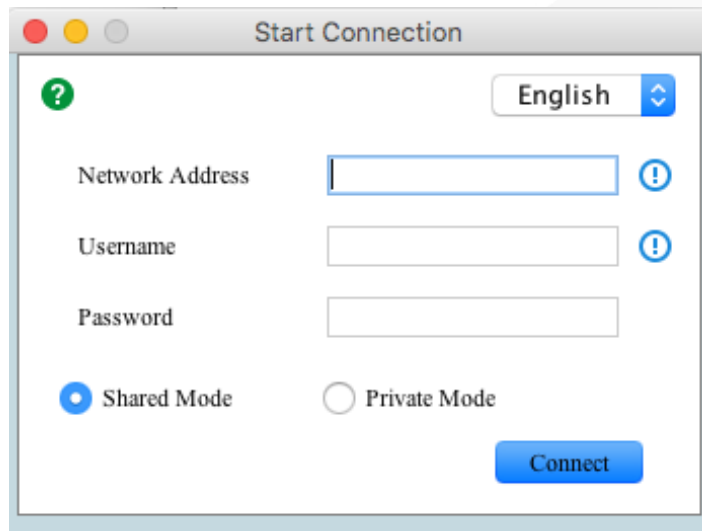 Start Connection
?
English
Network Address
!
Username
!
Password
Shared Mode
Private Mode
Connect